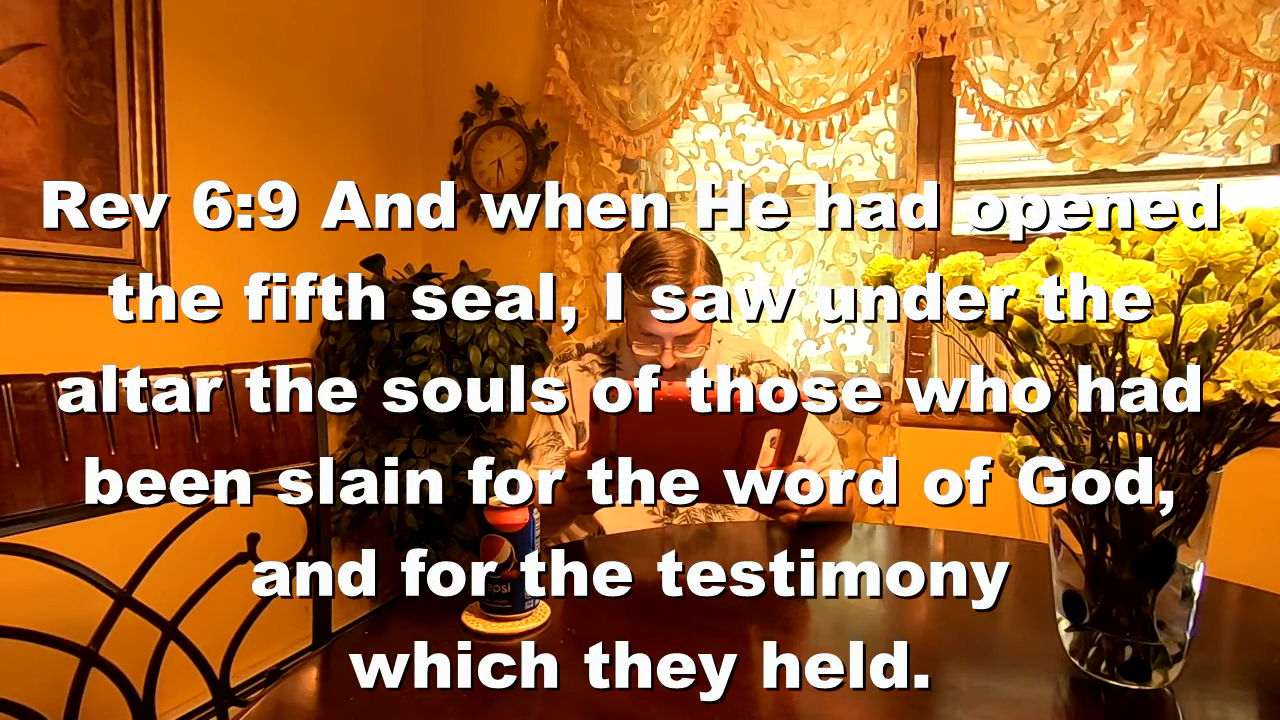 Rev 6:9 And when He had opened
the fifth seal, I saw under the
altar the souls of those who had
been slain for the word of God,
and for the testimony
which they held.
pepsi